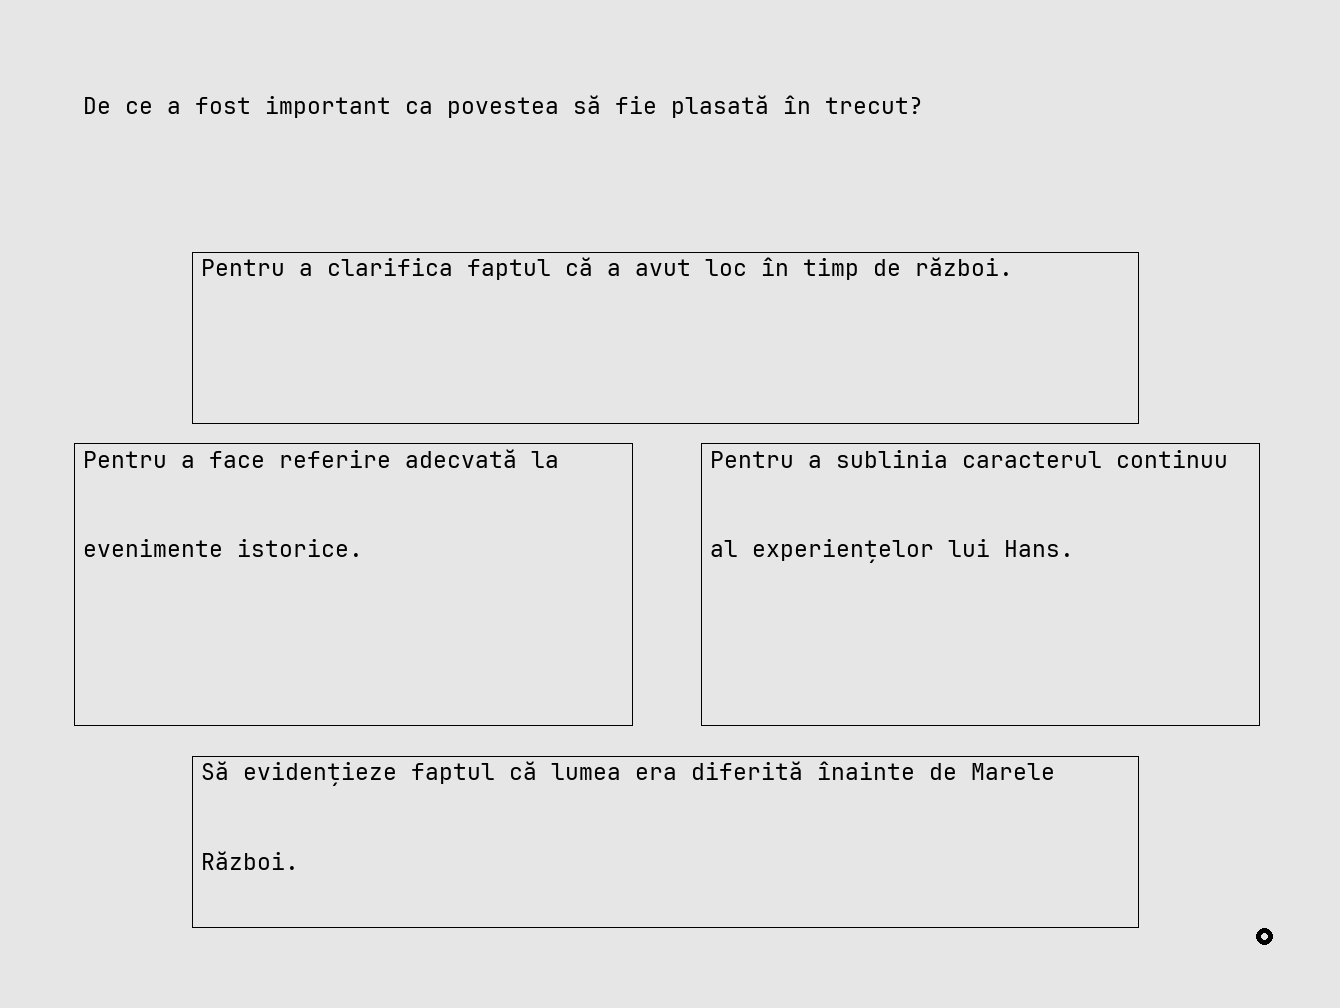 De ce a fost important ca povestea să fie plasată în trecut?
Pentru a clarifica faptul că a avut loc în timp de război.
Pentru a face referire adecvată la
evenimente istorice.
Pentru a sublinia caracterul continuu
al experiențelor lui Hans.
Să evidențieze faptul că lumea era diferită înainte de Marele
Război.